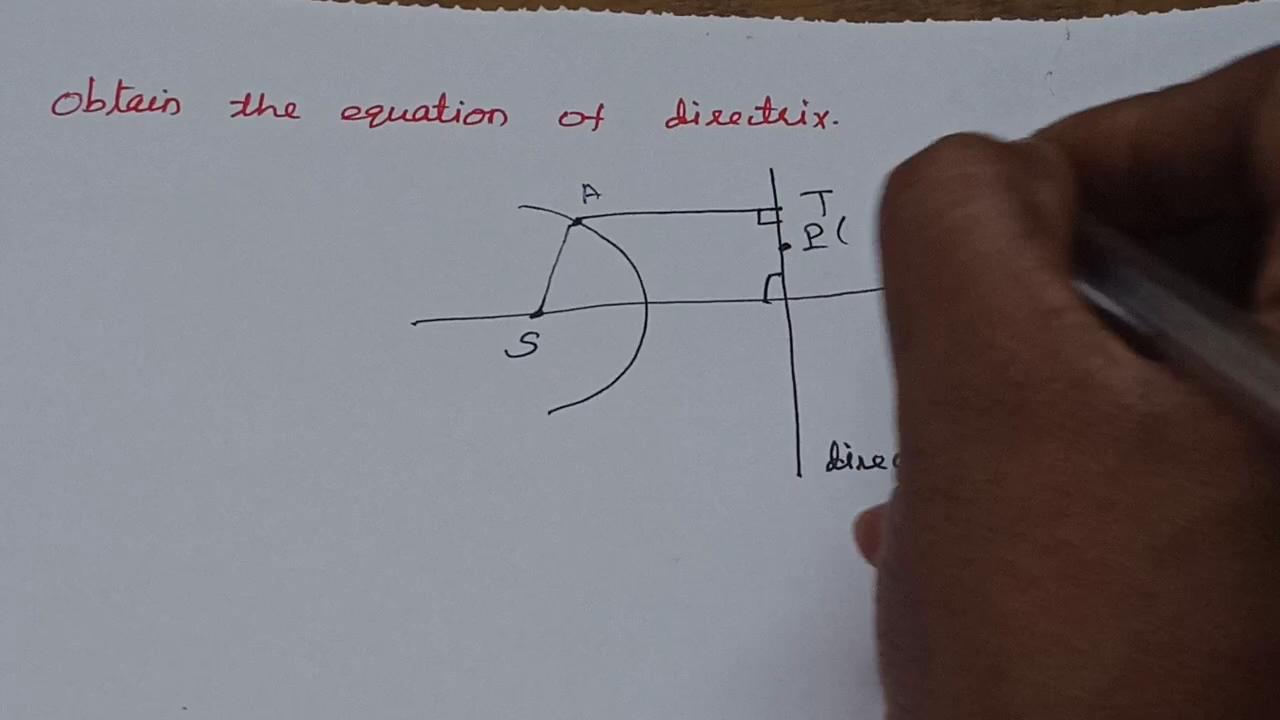 Obtain the equation of directrix.
A
T
P(
S